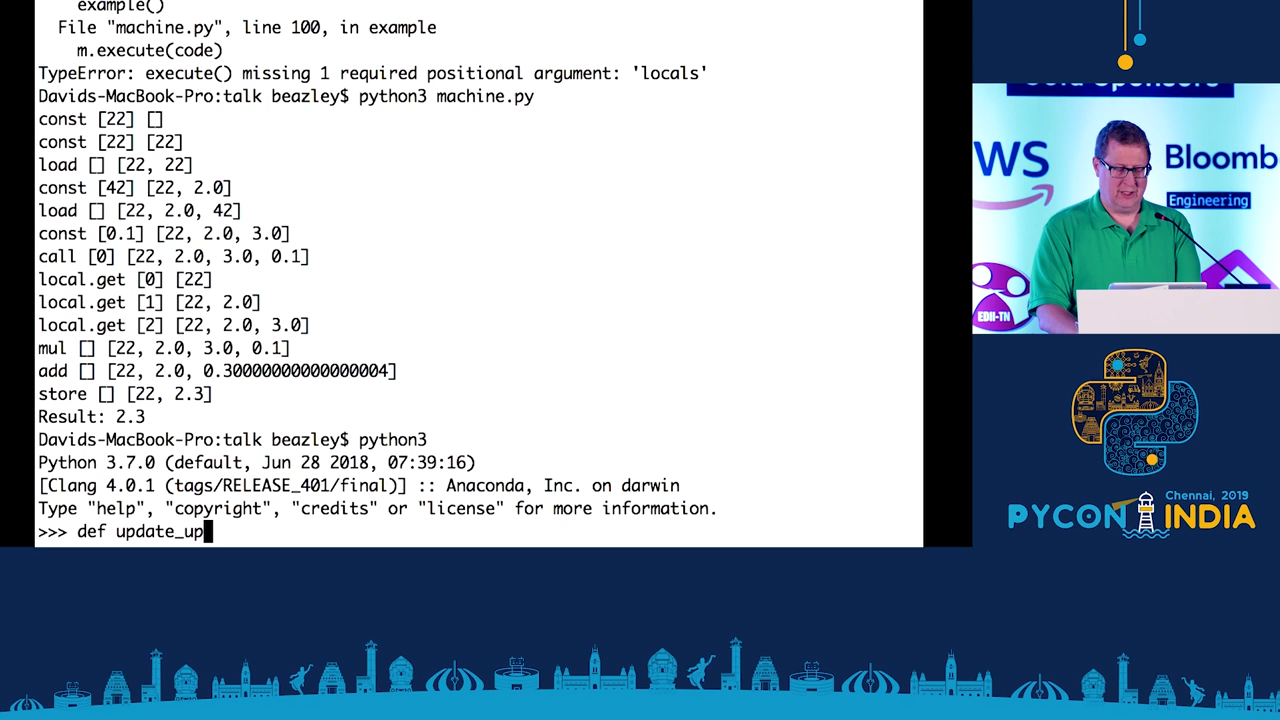 example()
File "machine.py", line 100, in example
m.execute(code)
TypeError: execute() missing 1 required positional argument: 'locals'
Davids-MacBook-Pro:talk beazley$ python3 machine.py
const [22] []
const [22] [22]
load [] [22, 22]
const [42] [22, 2.0]
load [] [22, 2.0, 42]
const [0.1] [22, 2.0, 3.0]
call [0] [22, 2.0, 3.0, 0.1]
local.get [0] [22]
local.get [1] [22, 2.0]
local.get [2] [22, 2.0, 3.0]
mul [] [22, 2.0, 3.0, 0.1]
add [] [22, 2.0, 0.30000000000000004]
store [] [22, 2.3]
Result: 2.3
Davids-MacBook-Pro:talk beazley$ python3
Python 3.7.0 (default, Jun 28 2018, 07:39:16)
[Clang 4.0.1 (tags/RELEASE_401/final)] :: Anaconda, Inc. on darwin
Type "help", "copyright", "credits" or "license" for more information.
>>> def update_up
Gold Sponsors
WS
Bloomb
Engineering
EDII-TN
Chennai, 2019
PYCON INDIA